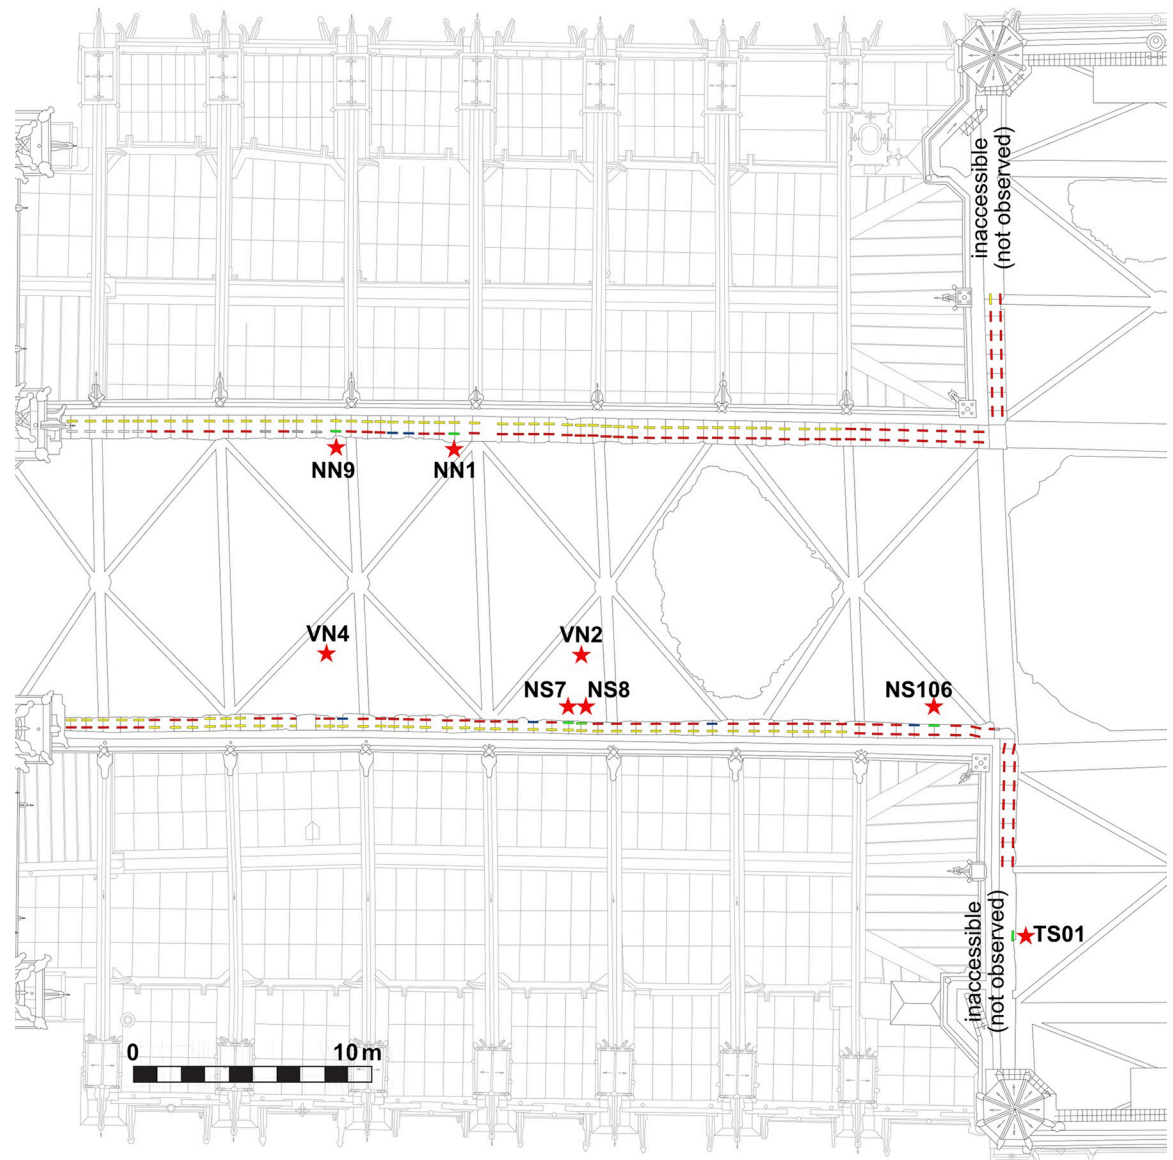 inaccessible
(not observed)
NN9
NN1
VN4
VN2
NS7
NS8
NS106
inaccessible
(not observed)
TS01
0
10 m